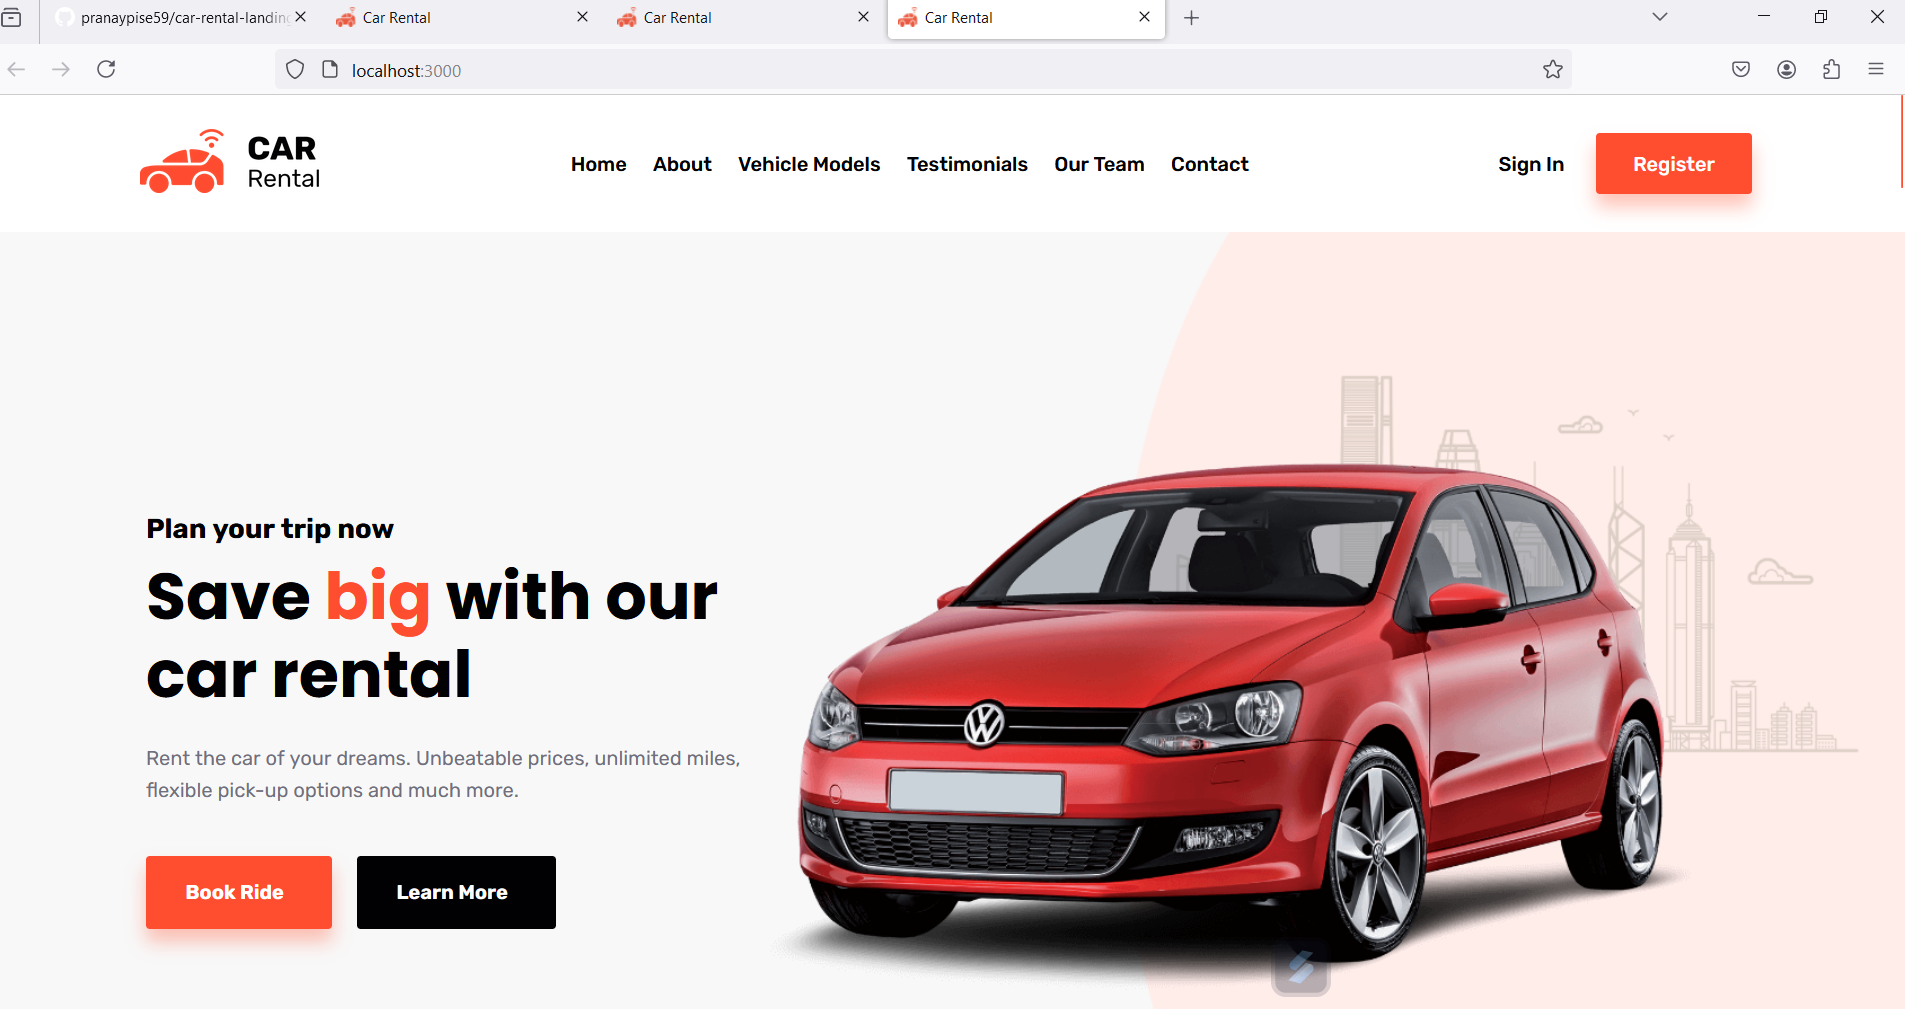 pranaypise59/car-rental-landing
Car Rental
Car Rental
Car Rental
localhost:3000
CAR
Rental
Home
About
Vehicle Models
Testimonials
Our Team
Contact
Sign In
Register
Plan your trip now
Save big with our
car rental
Rent the car of your dreams. Unbeatable prices, unlimited miles,
flexible pick-up options and much more.
Book Ride
Learn More